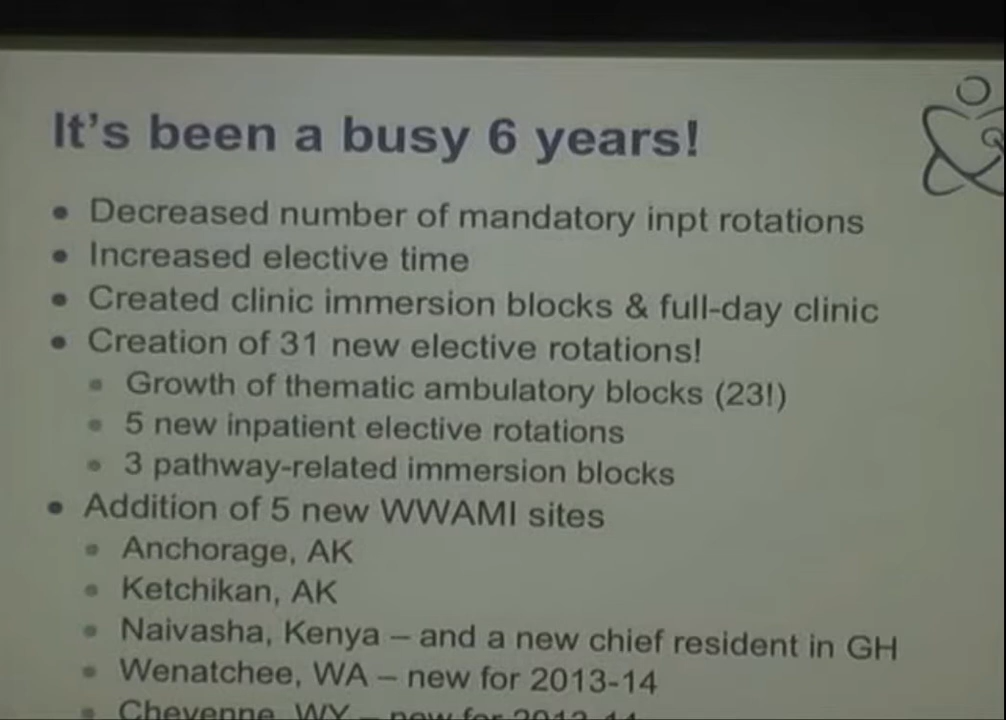 It's been a busy 6 years!
• Decreased number of mandatory inpt rotations
• Increased elective time
• Created clinic immersion blocks & full-day clinic
• Creation of 31 new elective rotations!
• Growth of thematic ambulatory blocks (23!)
• 5 new inpatient elective rotations
• 3 pathway-related immersion blocks
• Addition of 5 new WWAMI sites
• Anchorage, AK
• Ketchikan, AK
• Naivasha, Kenya – and a new chief resident in GH
• Wenatchee, WA – new for 2013-14
• Cheyenne, WY – new for 2013-14